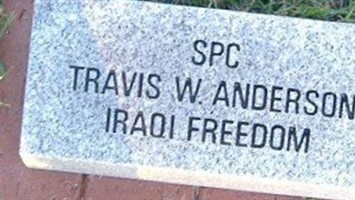 SPC
TRAVIS W. ANDERSON
IRAQI FREEDOM